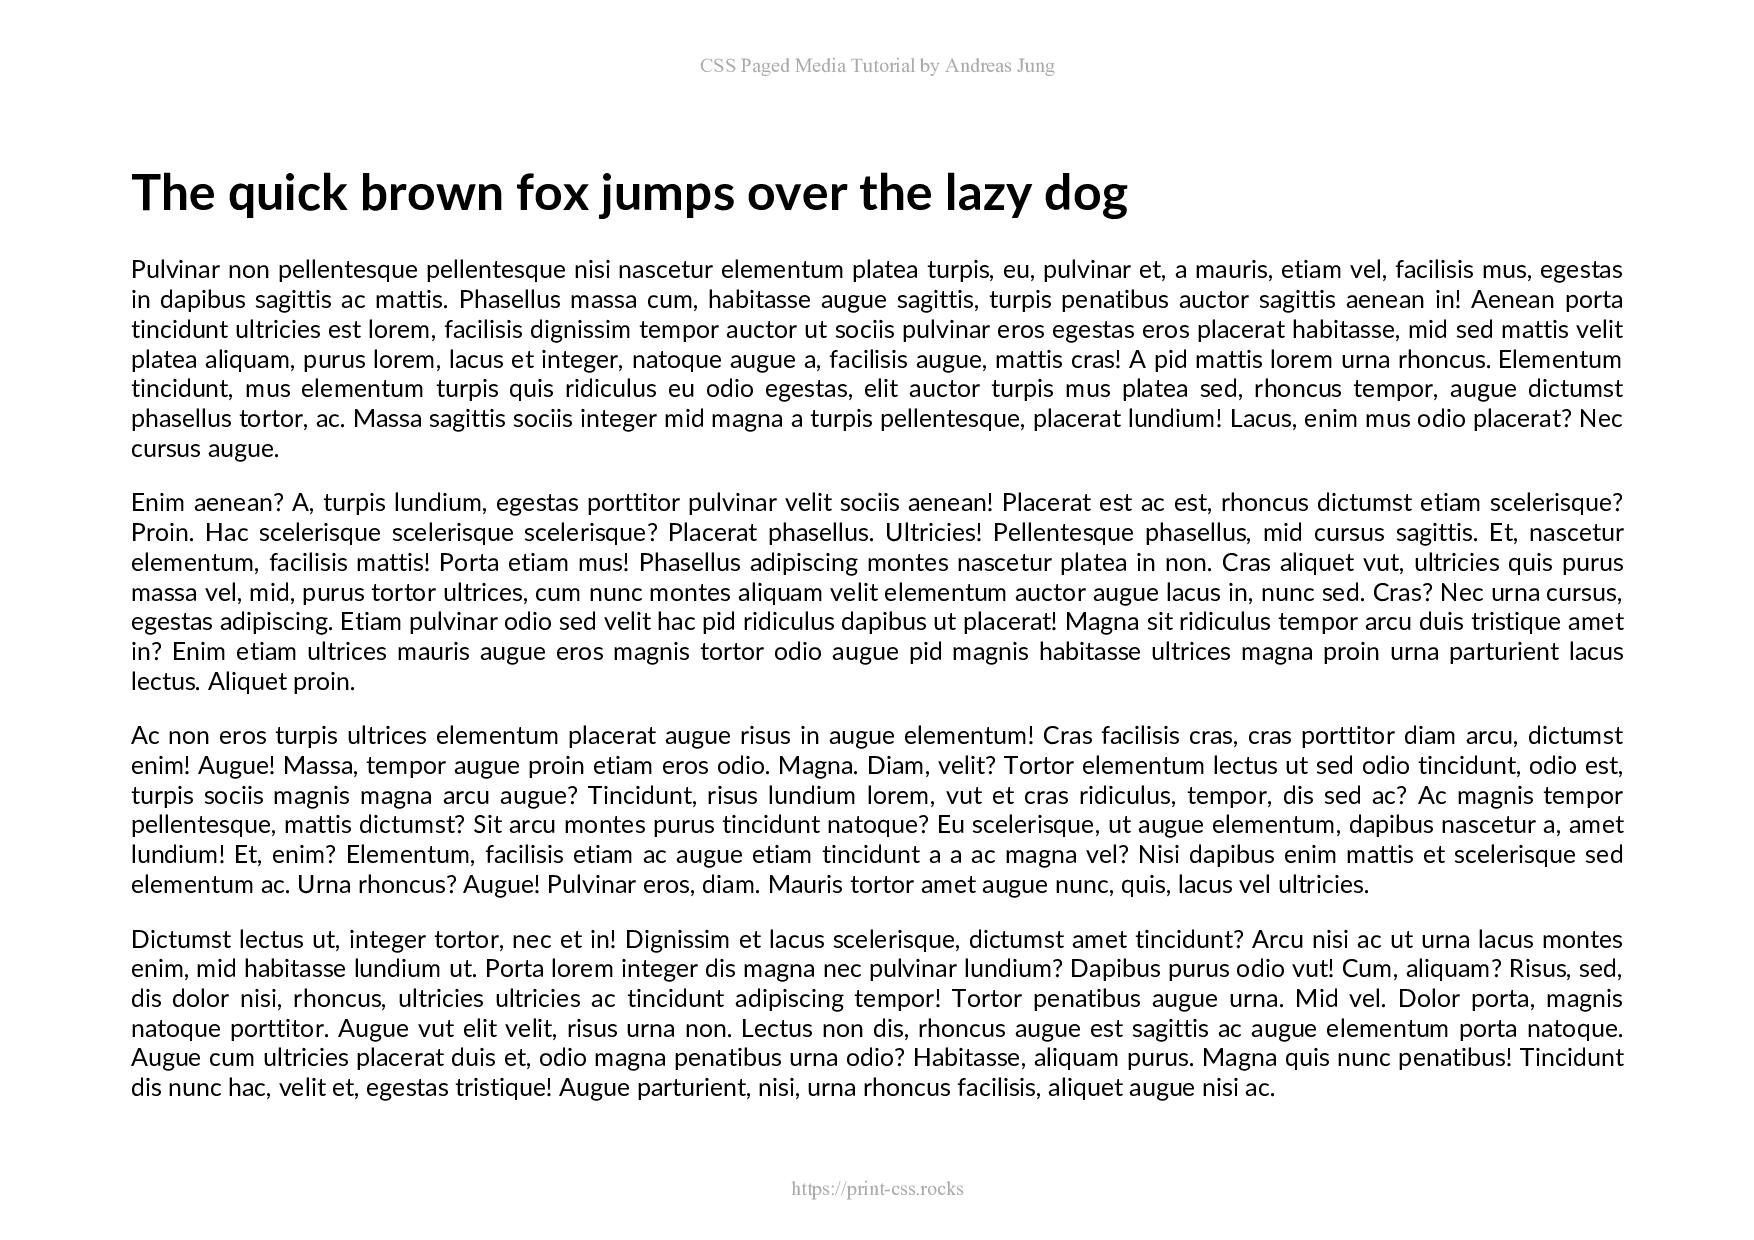 CSS Paged Media Tutorial by Andreas Jung
The quick brown fox jumps over the lazy dog
Pulvinar non pellentesque pellentesque nisi nascetur elementum platea turpis, eu, pulvinar et, a mauris, etiam vel, facilisis mus, egestas
in dapibus sagittis ac mattis. Phasellus massa cum, habitasse augue sagittis, turpis penatibus auctor sagittis aenean in! Aenean porta
tincidunt ultricies est lorem, facilisis dignissim tempor auctor ut sociis pulvinar eros egestas eros placerat habitasse, mid sed mattis velit
platea aliquam, purus lorem, lacus et integer, natoque augue a, facilisis augue, mattis cras! A pid mattis lorem urna rhoncus. Elementum
tincidunt, mus elementum turpis quis ridiculus eu odio egestas, elit auctor turpis mus platea sed, rhoncus tempor, augue dictumst
phasellus tortor, ac. Massa sagittis sociis integer mid magna a turpis pellentesque, placerat lundium! Lacus, enim mus odio placerat? Nec
cursus augue.
Enim aenean? A, turpis lundium, egestas porttitor pulvinar velit sociis aenean! Placerat est ac est, rhoncus dictumst etiam scelerisque?
Proin. Hac scelerisque scelerisque scelerisque? Placerat phasellus. Ultricies! Pellentesque phasellus, mid cursus sagittis. Et, nascetur
elementum, facilisis mattis! Porta etiam mus! Phasellus adipiscing montes nascetur platea in non. Cras aliquet vut, ultricies quis purus
massa vel, mid, purus tortor ultrices, cum nunc montes aliquam velit elementum auctor augue lacus in, nunc sed. Cras? Nec urna cursus,
egestas adipiscing. Etiam pulvinar odio sed velit hac pid ridiculus dapibus ut placerat! Magna sit ridiculus tempor arcu duis tristique amet
in? Enim etiam ultrices mauris augue eros magnis tortor odio augue pid magnis habitasse ultrices magna proin urna parturient lacus
lectus. Aliquet proin.
Ac non eros turpis ultrices elementum placerat augue risus in augue elementum! Cras facilisis cras, cras porttitor diam arcu, dictumst
enim! Augue! Massa, tempor augue proin etiam eros odio. Magna. Diam, velit? Tortor elementum lectus ut sed odio tincidunt, odio est,
turpis sociis magnis magna arcu augue? Tincidunt, risus lundium lorem, vut et cras ridiculus, tempor, dis sed ac? Ac magnis tempor
pellentesque, mattis dictumst? Sit arcu montes purus tincidunt natoque? Eu scelerisque, ut augue elementum, dapibus nascetur a, amet
lundium! Et, enim? Elementum, facilisis etiam ac augue etiam tincidunt a a ac magna vel? Nisi dapibus enim mattis et scelerisque sed
elementum ac. Urna rhoncus? Augue! Pulvinar eros, diam. Mauris tortor amet augue nunc, quis, lacus vel ultricies.
Dictumst lectus ut, integer tortor, nec et in! Dignissim et lacus scelerisque, dictumst amet tincidunt? Arcu nisi ac ut urna lacus montes
enim, mid habitasse lundium ut. Porta lorem integer dis magna nec pulvinar lundium? Dapibus purus odio vut! Cum, aliquam? Risus, sed,
dis dolor nisi, rhoncus, ultricies ultricies ac tincidunt adipiscing tempor! Tortor penatibus augue urna. Mid vel. Dolor porta, magnis
natoque porttitor. Augue vut elit velit, risus urna non. Lectus non dis, rhoncus augue est sagittis ac augue elementum porta natoque.
Augue cum ultricies placerat duis et, odio magna penatibus urna odio? Habitasse, aliquam purus. Magna quis nunc penatibus! Tincidunt
dis nunc hac, velit et, egestas tristique! Augue parturient, nisi, urna rhoncus facilisis, aliquet augue nisi ac.
https://print-css.rocks